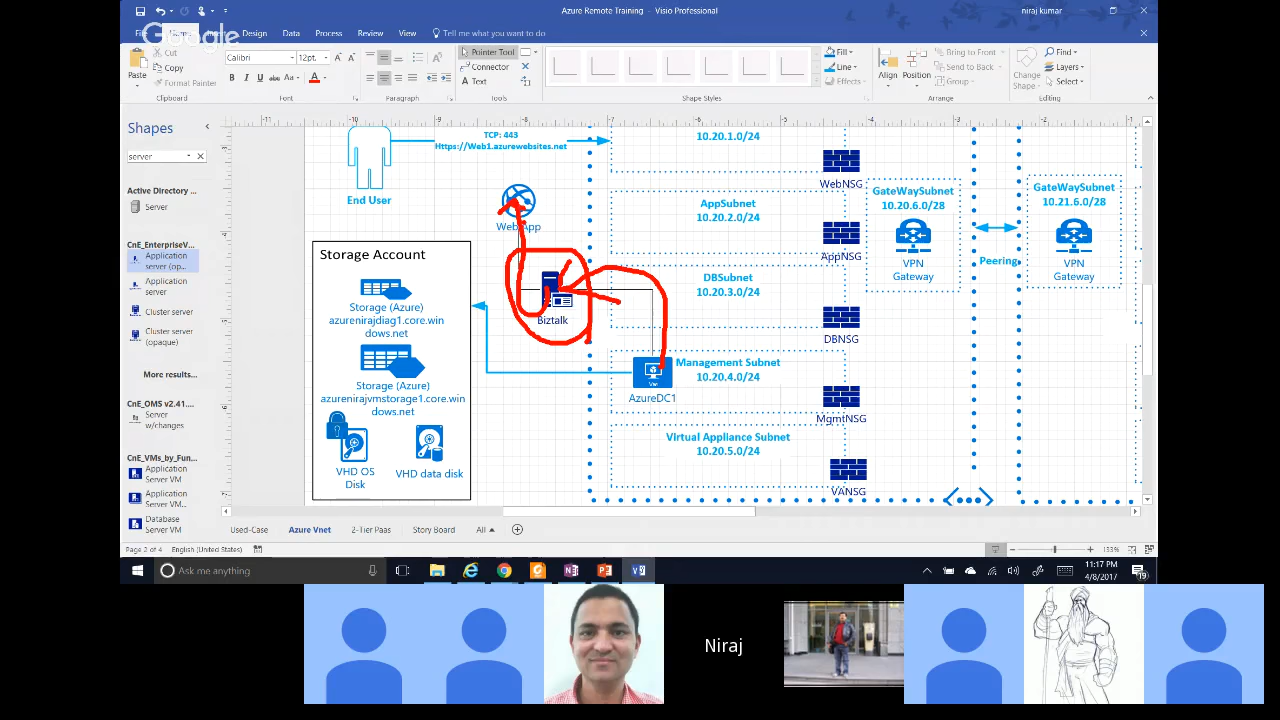 Azure Remote Training - Visio Professional
niraj kumar
Google
File
Design
Data
Process
Review
View
Tell me what you want to do
Paste
Cut
Copy
Format Painter
Clipboard
Calibri
12pt.
B I U abc Aa A
Font
Paragraph
Pointer Tool
Connector
A Text
Tools
Shape Styles
Fill
Line
Effects
Align
Position
Bring to Front
Send to Back
Group
Arrange
Change
Shape
Find
Layers
Select
Editing
Shapes
server
Active Directory ...
Server
CnE_EnterpriseV...
Application
server (op...
Application
server
Cluster server
Cluster server
(opaque)
More results...
CnE_OMS v2.41....
Server
w/changes
CnE_VMs_by_Fun...
Application
Server VM
Application
Server VM...
Database
Server VM
End User
TCP: 443
Https://Web1.azurewebsites.net
Web App
Storage Account
Storage (Azure)
azurenirajdiag1.core.win
dows.net
Storage (Azure)
azurenirajvmstorage1.core.win
dows.net
VHD OS
Disk
VHD data disk
Biztalk
10.20.1.0/24
WebNSG
AppSubnet
10.20.2.0/24
AppNSG
DBSubnet
10.20.3.0/24
DBNSG
Management Subnet
10.20.4.0/24
AzureDC1
MgmtNSG
Virtual Appliance Subnet
10.20.5.0/24
VANSG
GateWaySubnet
10.20.6.0/28
VPN
Gateway
Peering
GateWaySubnet
10.21.6.0/28
VPN
Gateway
Used-Case
Azure Vnet
2-Tier Paas
Story Board
All
Page 2 of 4
English (United States)
133%
Ask me anything
11:17 PM
4/8/2017
19
Niraj